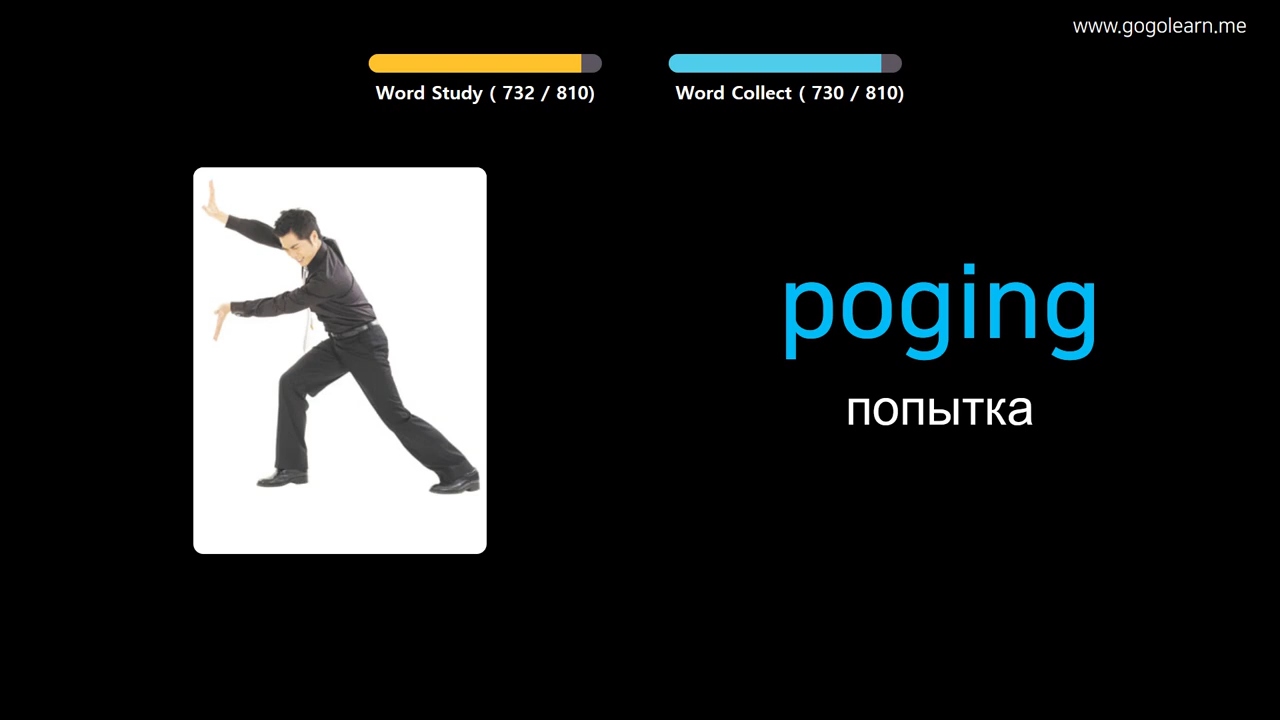 www.gogolearn.me
Word Study ( 732 / 810)
Word Collect ( 730 / 810)
poging
попытка